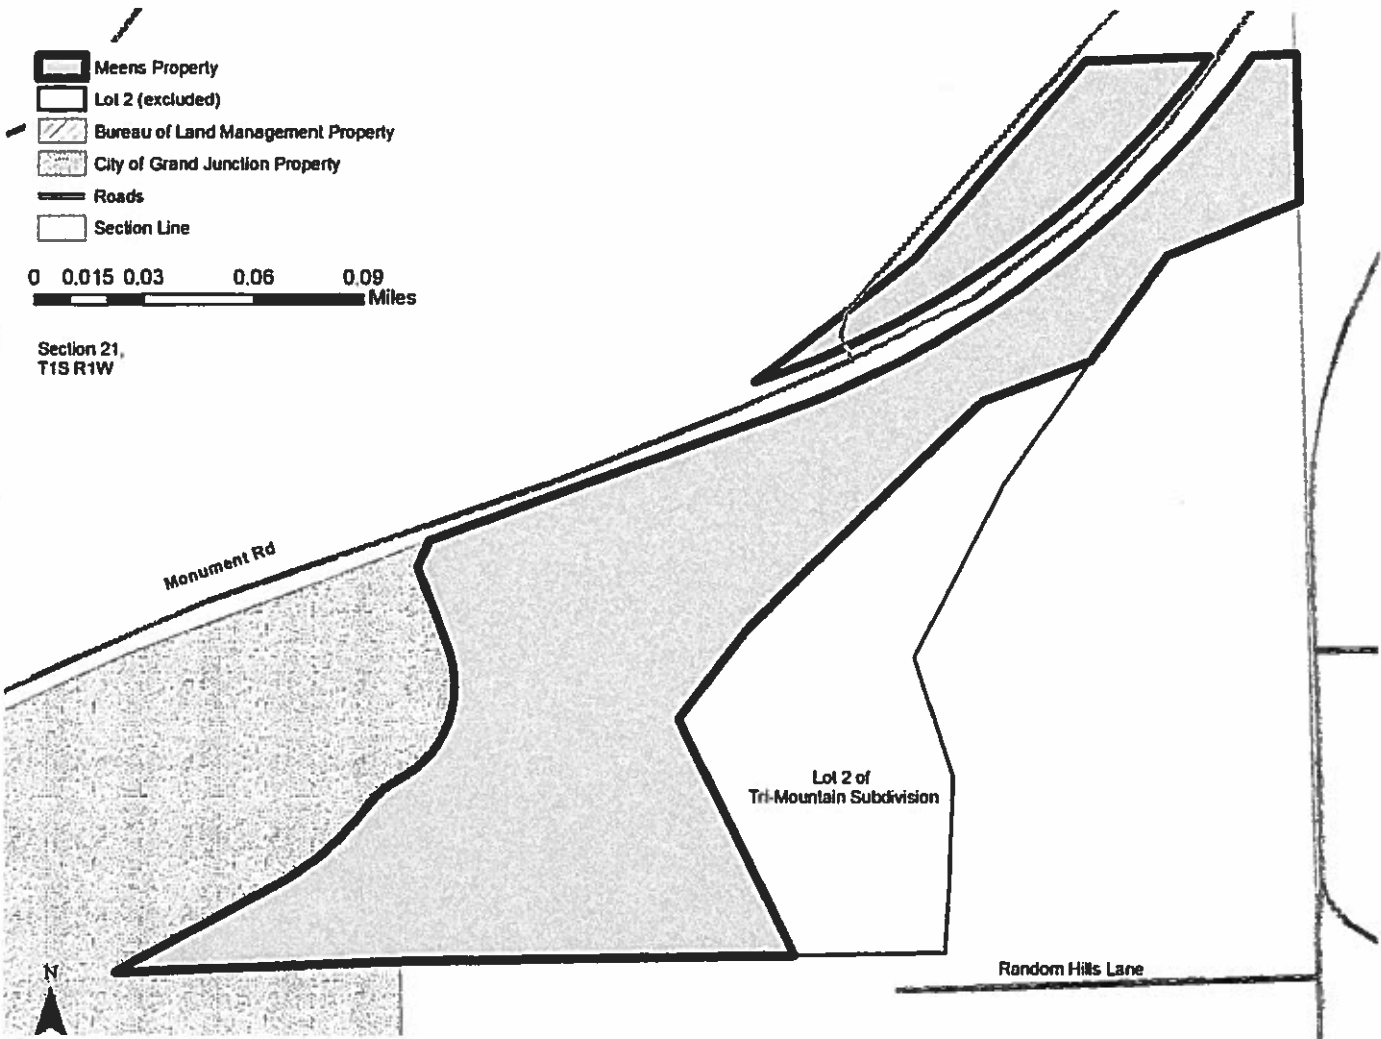 Meens Property
Lot 2 (excluded)
Bureau of Land Management Property
City of Grand Junction Property
Roads
Section Line
0 0.015 0.03 0.06 0.09
Miles
Section 21,
T1S R1W
Monument Rd
Lot 2 of
Tri-Mountain Subdivision
Random Hills Lane
N